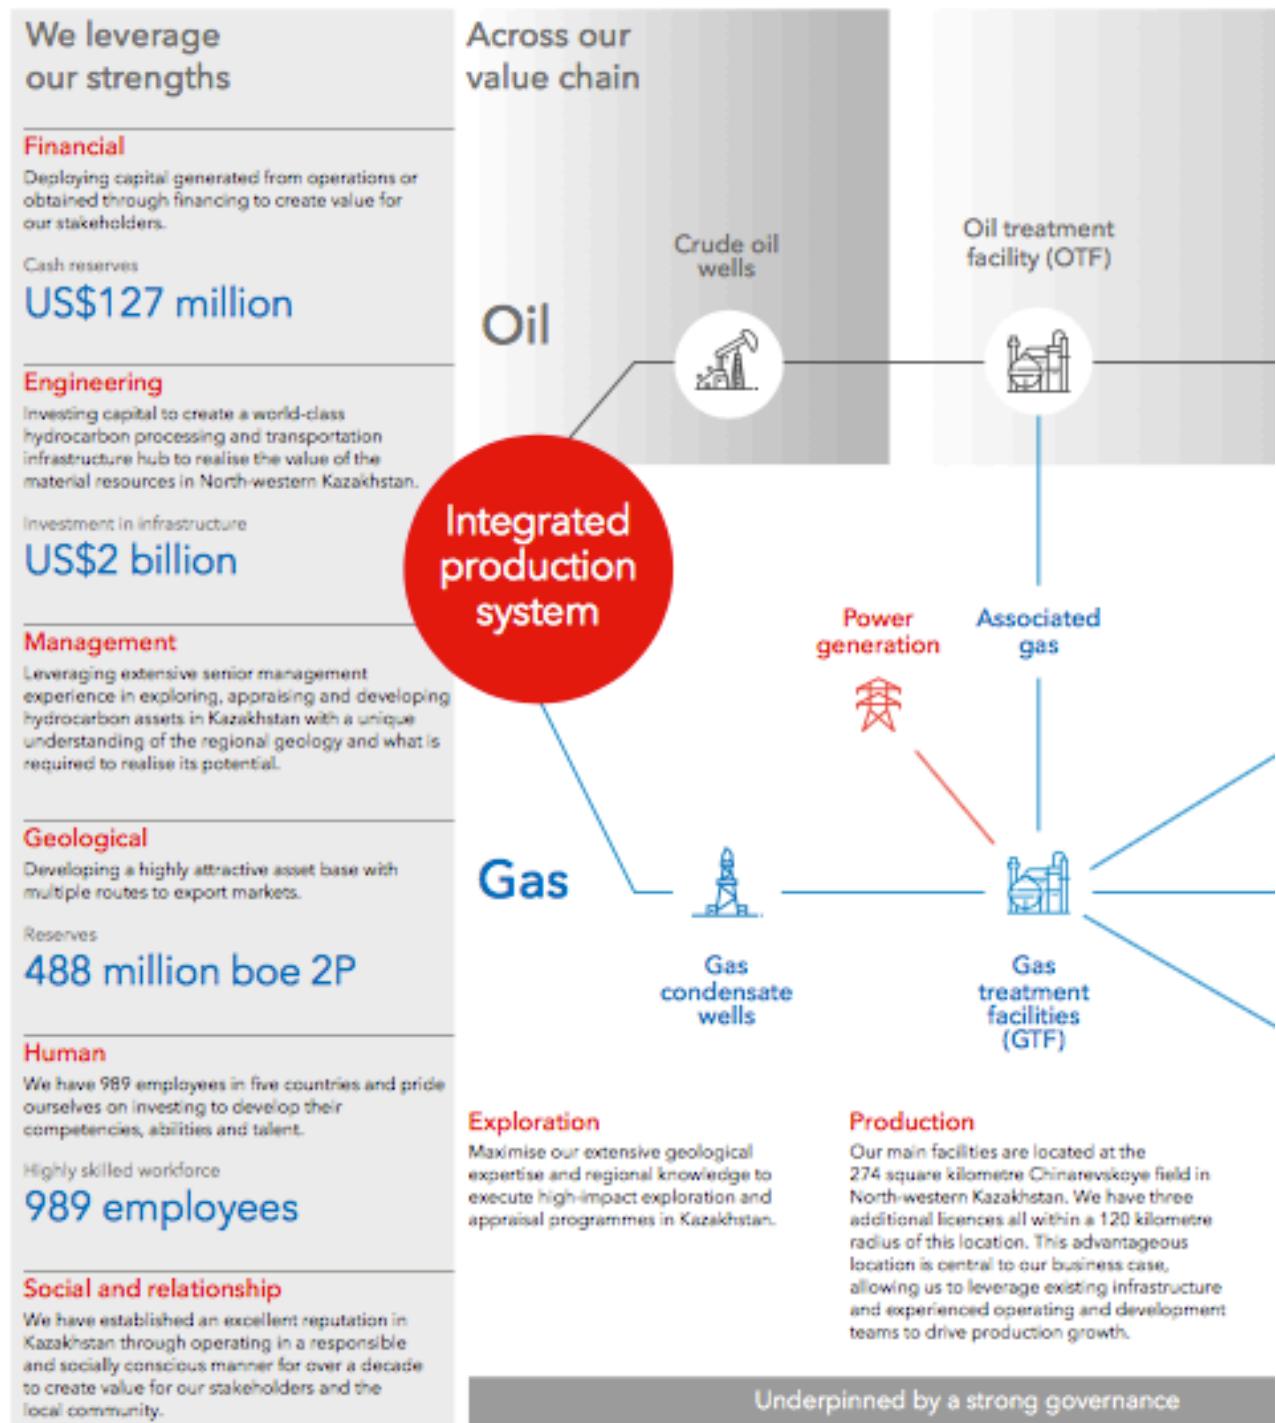 We leverage
our strengths
Financial
Deploying capital generated from operations or
obtained through financing to create value for
our stakeholders.
Cash reserves
US$127 million
Engineering
Investing capital to create a world-class
hydrocarbon processing and transportation
infrastructure hub to realise the value of the
material resources in North-western Kazakhstan.
Investment in infrastructure
US$2 billion
Management
Leveraging extensive senior management
experience in exploring, appraising and developing
hydrocarbon assets in Kazakhstan with a unique
understanding of the regional geology and what is
required to realise its potential.
Geological
Developing a highly attractive asset base with
multiple routes to export markets.
Reserves
488 million boe 2P
Human
We have 989 employees in five countries and pride
ourselves on investing to develop their
competencies, abilities and talent.
Highly skilled workforce
989 employees
Social and relationship
We have established an excellent reputation in
Kazakhstan through operating in a responsible
and socially conscious manner for over a decade
to create value for our stakeholders and the
local community.
Across our
value chain
Oil
Crude oil
wells
Oil treatment
facility (OTF)
Integrated
production
system
Power
generation
Associated
gas
Gas
Gas
condensate
wells
Gas
treatment
facilities
(GTF)
Exploration
Maximise our extensive geological
expertise and regional knowledge to
execute high-impact exploration and
appraisal programmes in Kazakhstan.
Production
Our main facilities are located at the
274 square kilometre Chinarevskoye field in
North-western Kazakhstan. We have three
additional licences all within a 120 kilometre
radius of this location. This advantageous
location is central to our business case,
allowing us to leverage existing infrastructure
and experienced operating and development
teams to drive production growth.
Underpinned by a strong governance